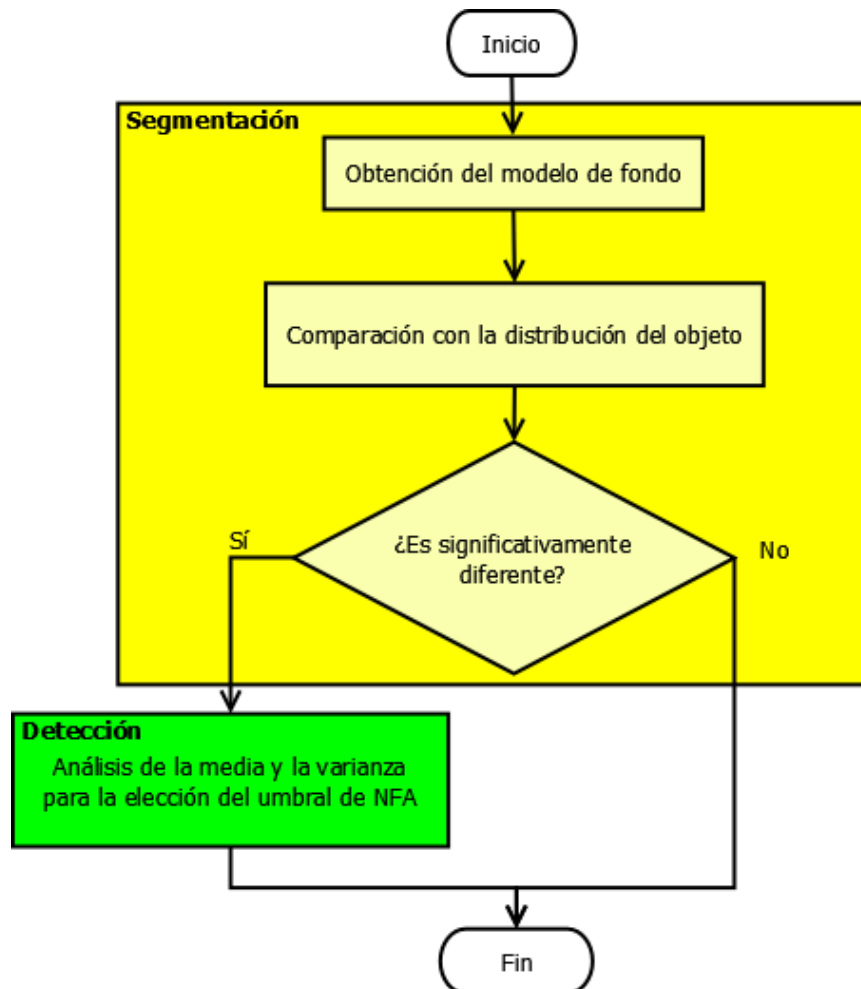 Inicio
Segmentación
Obtención del modelo de fondo
Comparación con la distribución del objeto
¿Es significativamente
diferente?
Sí
No
Detección
Análisis de la media y la varianza
para la elección del umbral de NFA
Fin